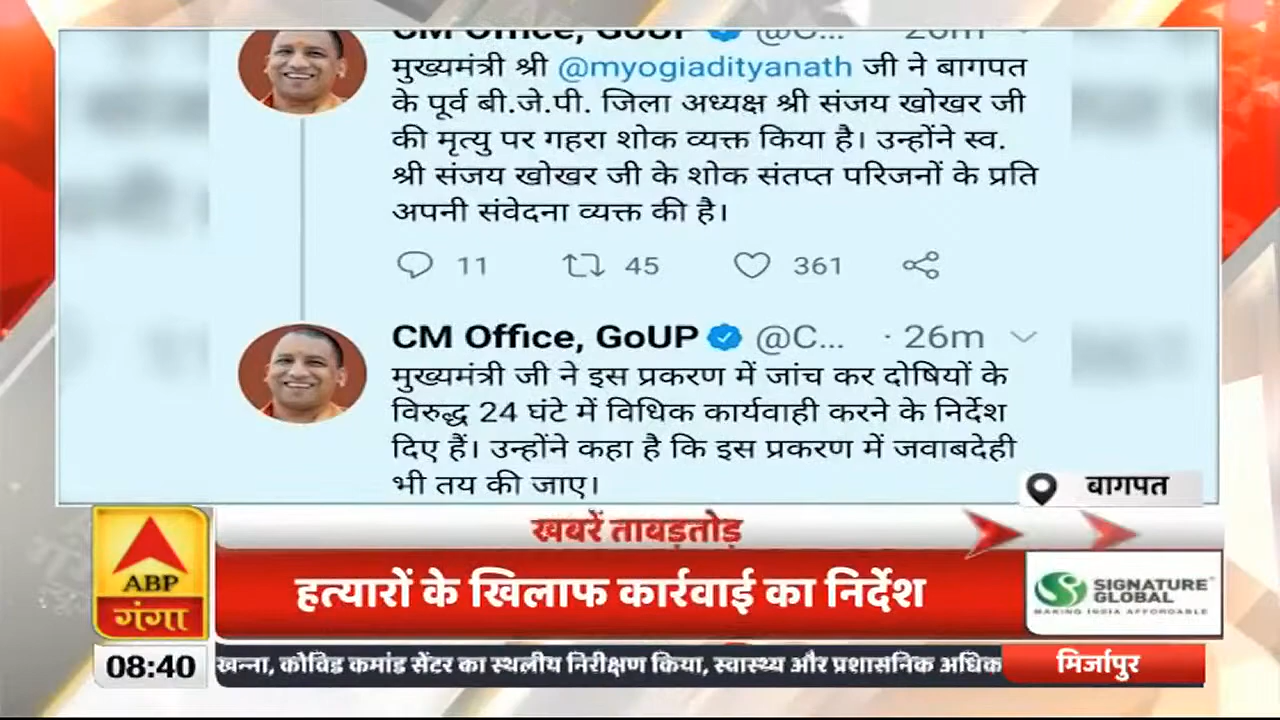 CM Office, GoUP @C... 26m
मुख्यमंत्री श्री @myogiadityanath जी ने बागपत
के पूर्व बी.जे.पी. जिला अध्यक्ष श्री संजय खोखर जी
की मृत्यु पर गहरा शोक व्यक्त किया है। उन्होंने स्व.
श्री संजय खोखर जी के शोक संतप्त परिजनों के प्रति
अपनी संवेदना व्यक्त की है।
11 45 361
CM Office, GoUP @C... · 26m
मुख्यमंत्री जी ने इस प्रकरण में जांच कर दोषियों के
विरुद्ध 24 घंटे में विधिक कार्यवाही करने के निर्देश
दिए हैं। उन्होंने कहा है कि इस प्रकरण में जवाबदेही
भी तय की जाए।
बागपत
खबरें ताबड़तोड़
ABP
गंगा
हत्यारों के खिलाफ कार्रवाई का निर्देश
SIGNATURE
GLOBAL
MAKING INDIA AFFORDABLE
08:40
खन्ना, कोविड कमांड सेंटर का स्थलीय निरीक्षण किया, स्वास्थ्य और प्रशासनिक अधिक
मिर्जापुर